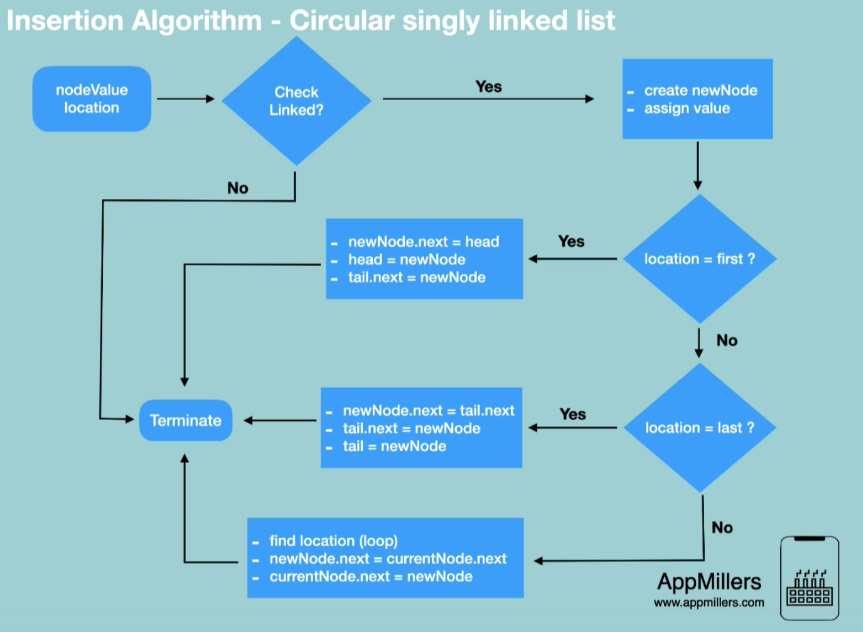 Insertion Algorithm - Circular singly linked list
nodeValue
location
Check
Linked?
Yes
- create newNode
- assign value
No
- newNode.next = head
- head = newNode
- tail.next = newNode
Yes
location = first ?
No
Terminate
- newNode.next = tail.next
- tail.next = newNode
- tail = newNode
Yes
location = last ?
No
- find location (loop)
- newNode.next = currentNode.next
- currentNode.next = newNode
AppMillers
www.appmillers.com